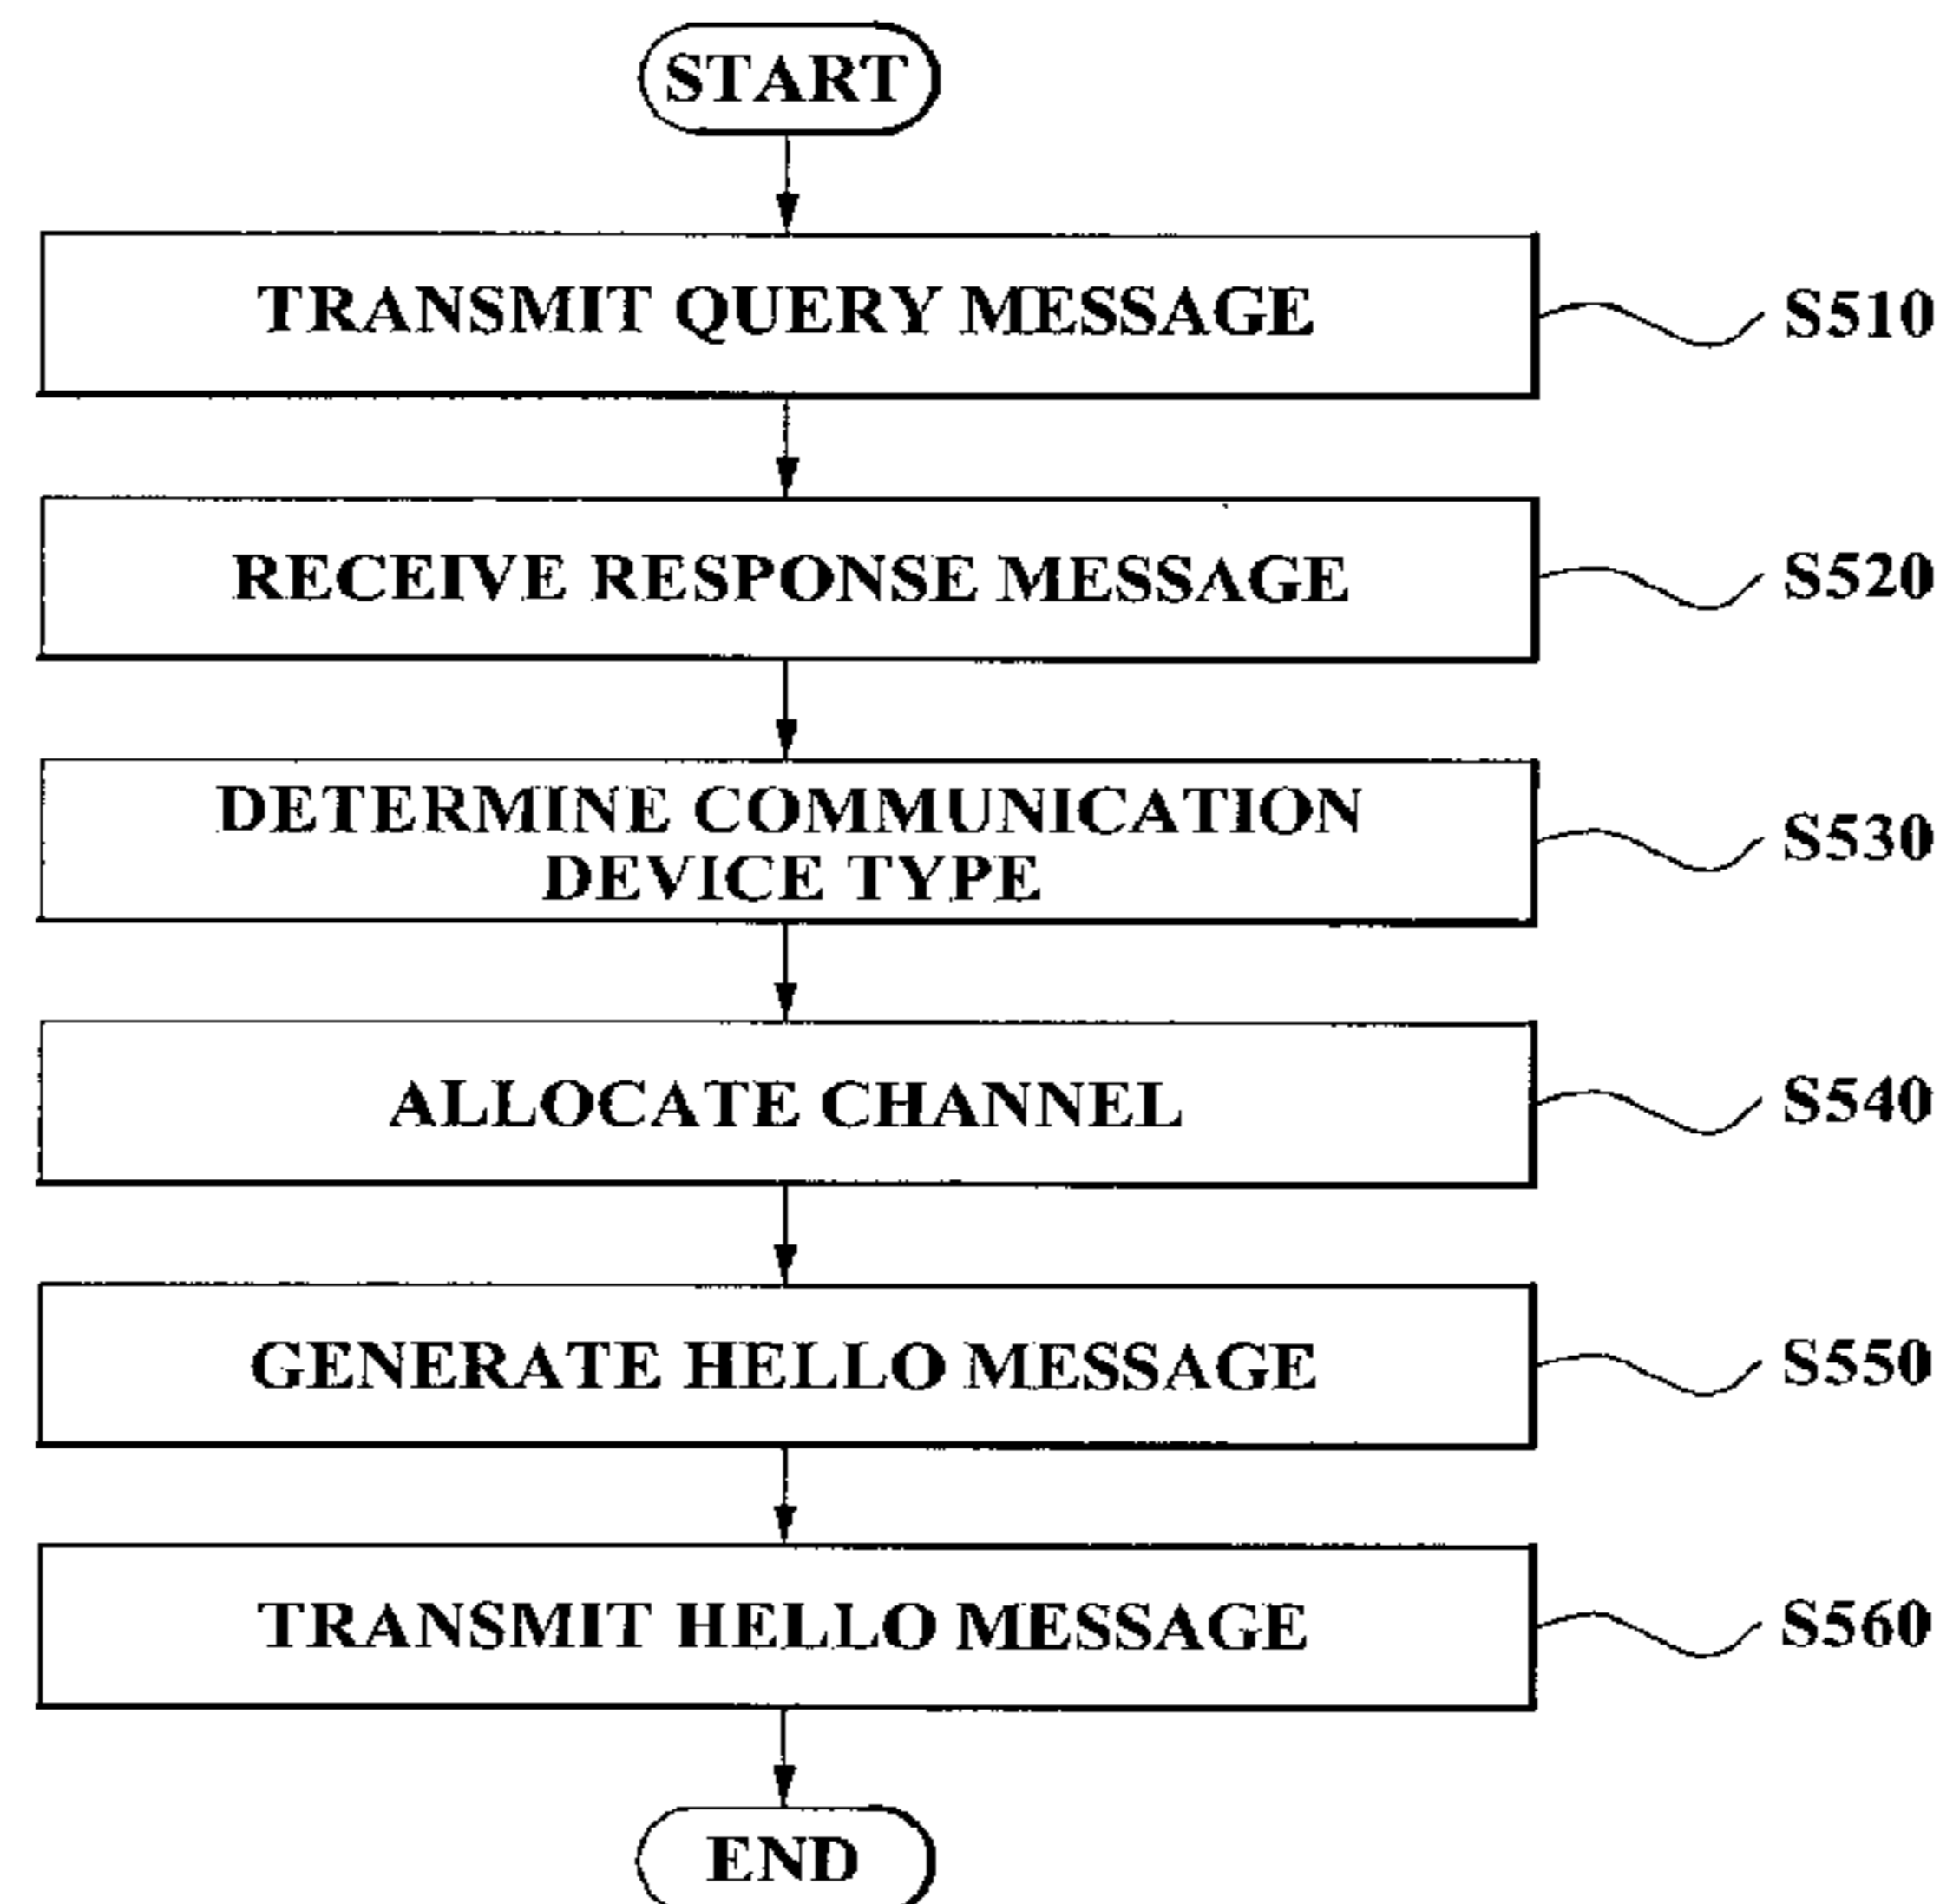 START
TRANSMIT QUERY MESSAGE
S510
RECEIVE RESPONSE MESSAGE
S520
DETERMINE COMMUNICATION
DEVICE TYPE
S530
ALLOCATE CHANNEL
S540
GENERATE HELLO MESSAGE
S550
TRANSMIT HELLO MESSAGE
S560
END